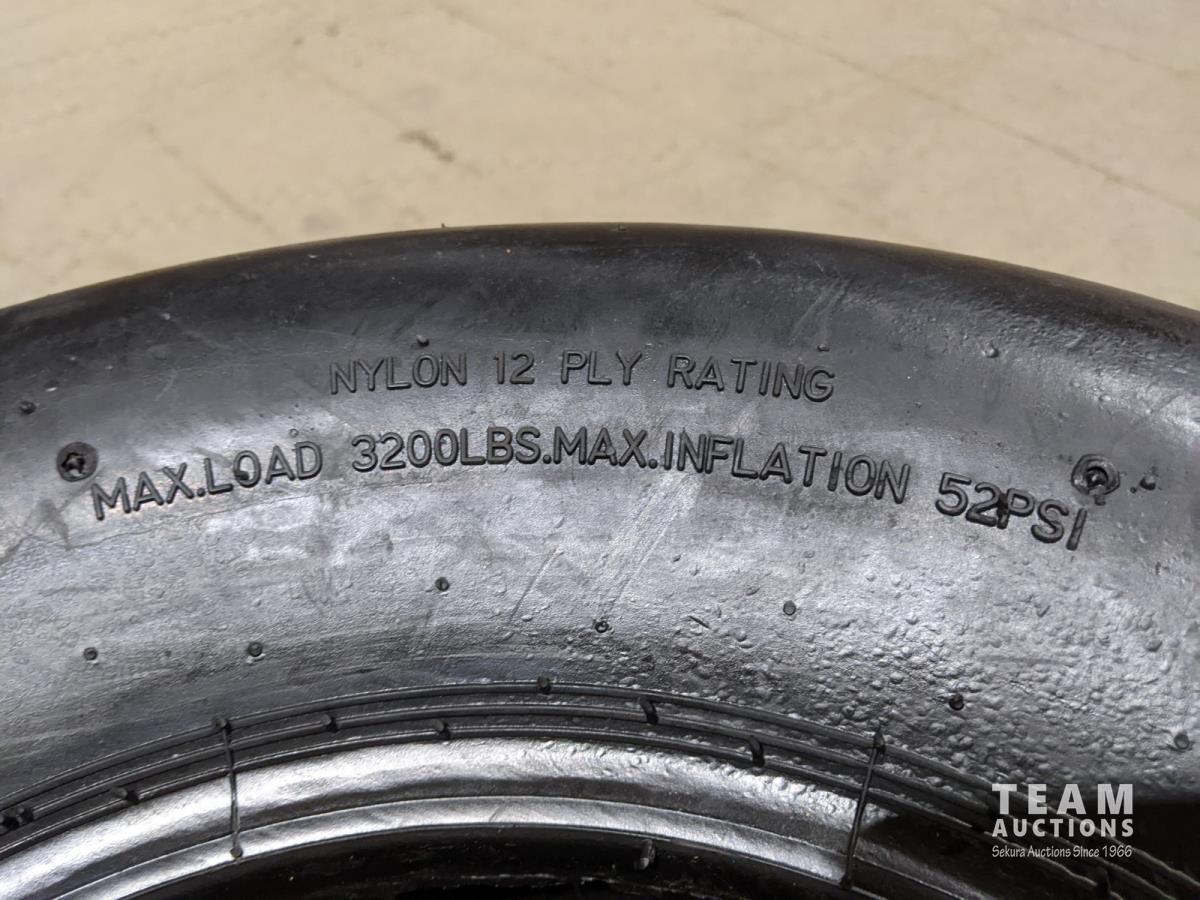 NYLON 12 PLY RATING
MAX.LOAD 3200LBS.MAX.INFLATION 52PSI
TEAM
AUCTIONS
Sekura Auctions Since 1966